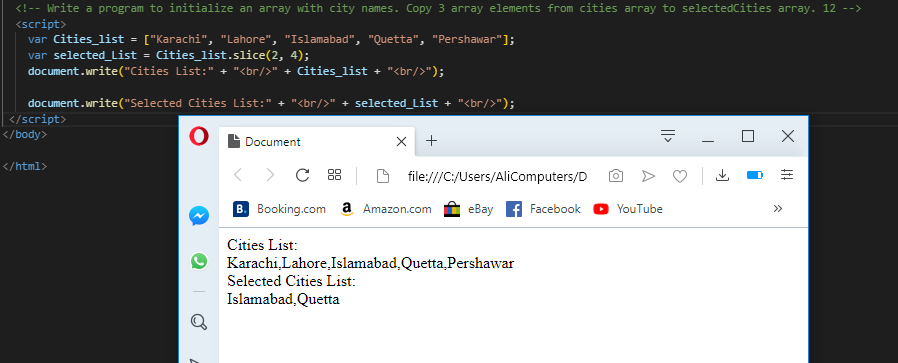 <!-- Write a program to initialize an array with city names. Copy 3 array elements from cities array to selectedCities array. 12 -->
<script>
var Cities_list = ["Karachi", "Lahore", "Islamabad", "Quetta", "Pershawar"];
var selected_List = Cities_list.slice(2, 4);
document.write("Cities List:" + "<br/>" + Cities_list + "<br/>");
document.write("Selected Cities List:" + "<br/>" + selected_List + "<br/>");
</script>
</body>
</html>
Document
file:///C:/Users/AliComputers/D
B. Booking.com a Amazon.com eBay f Facebook YouTube »
Cities List:
Karachi,Lahore,Islamabad,Quetta,Pershawar
Selected Cities List:
Islamabad,Quetta